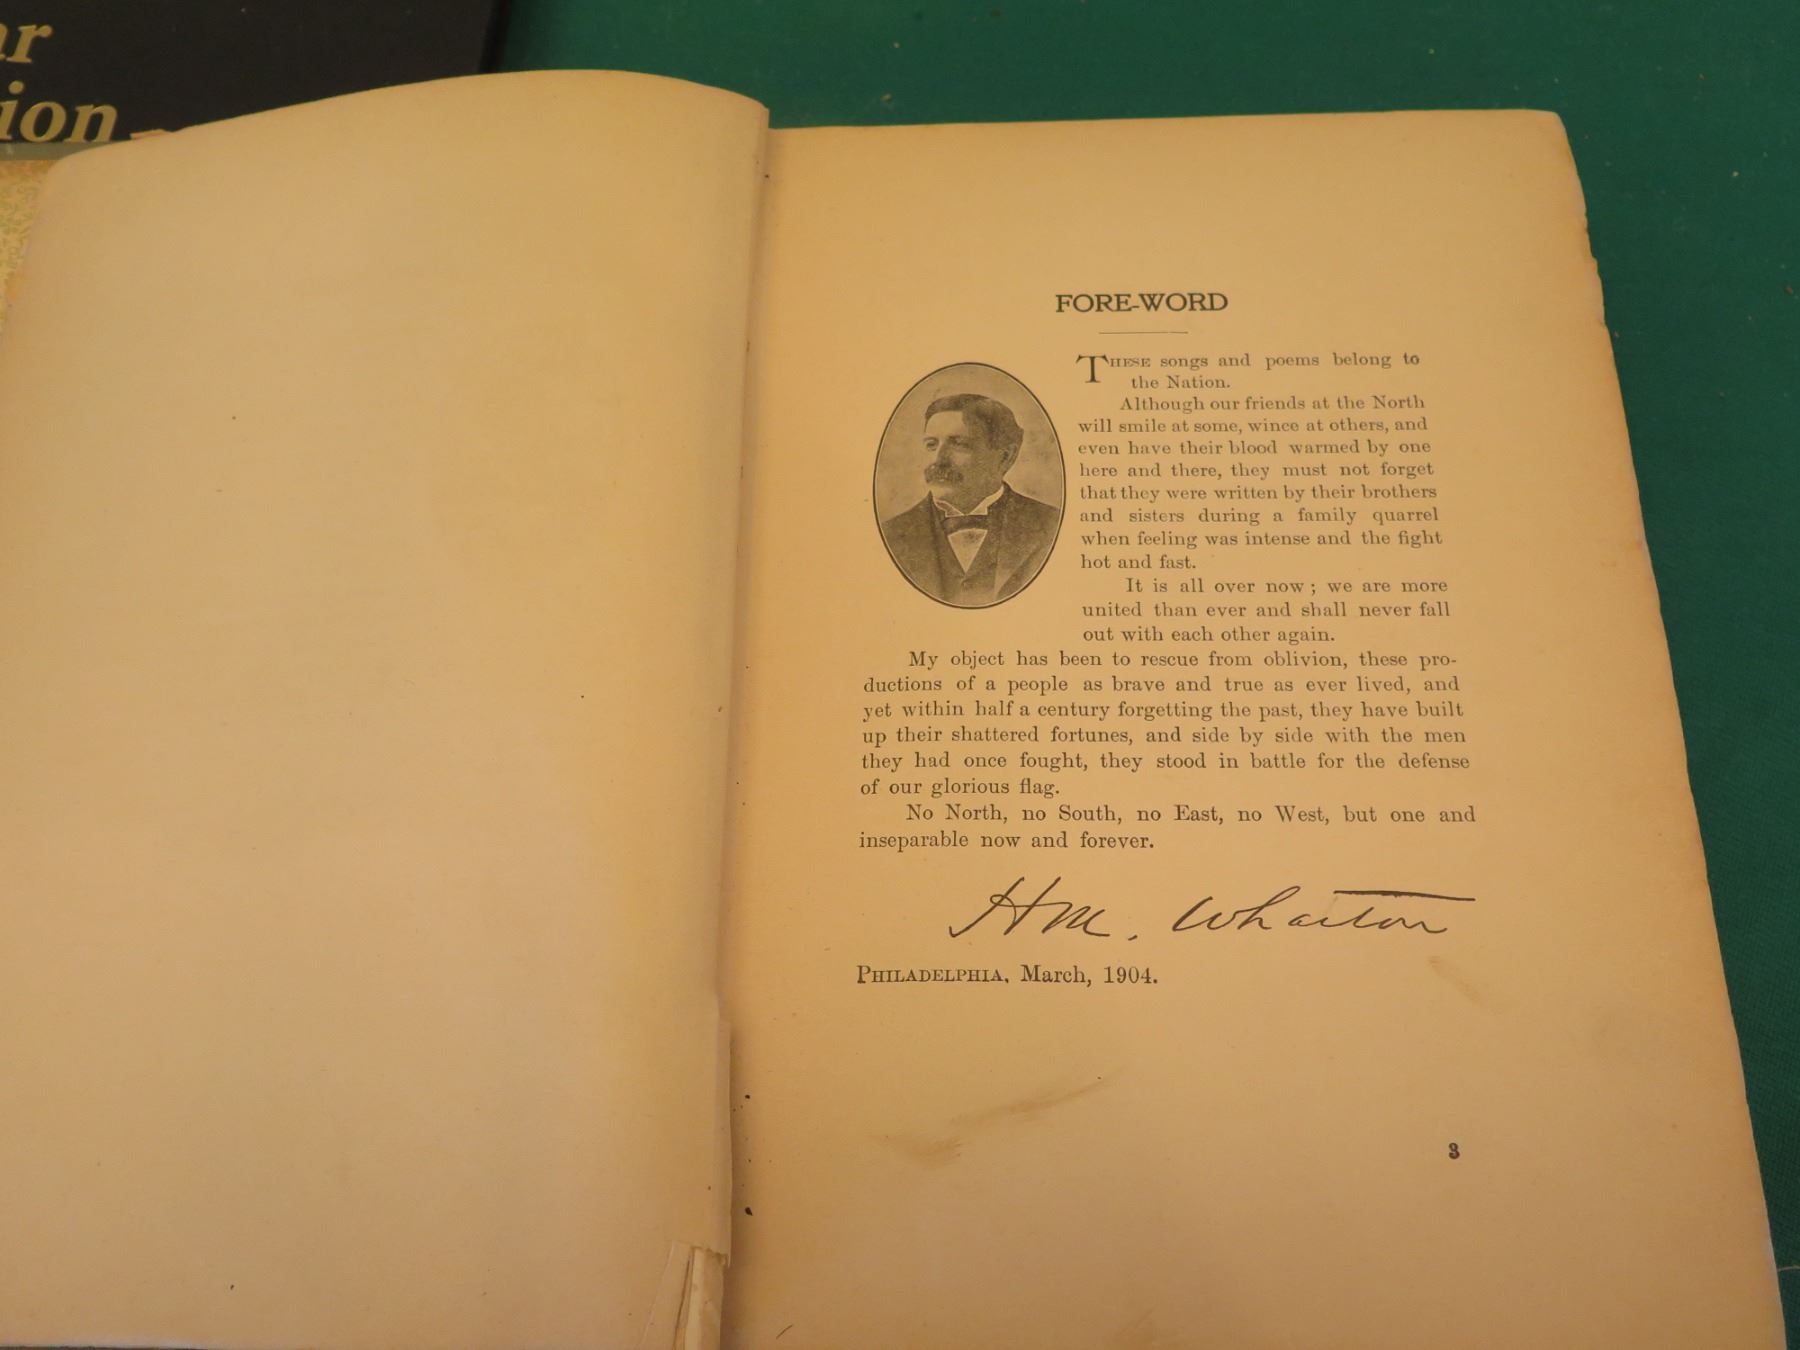 ar
ion
FORE-WORD
THESE songs and poems belong to
the Nation.
Although our friends at the North
will smile at some, wince at others, and
even have their blood warmed by one
here and there, they must not forget
that they were written by their brothers
and sisters during a family quarrel
when feeling was intense and the fight
hot and fast.
It is all over now; we are more
united than ever and shall never fall
out with each other again.
My object has been to rescue from oblivion, these pro-
ductions of a people as brave and true as ever lived, and
yet within half a century forgetting the past, they have built
up their shattered fortunes, and side by side with the men
they had once fought, they stood in battle for the defense
of our glorious flag.
No North, no South, no East, no West, but one and
inseparable now and forever.
H M. Wharton
PHILADELPHIA, March, 1904.
3